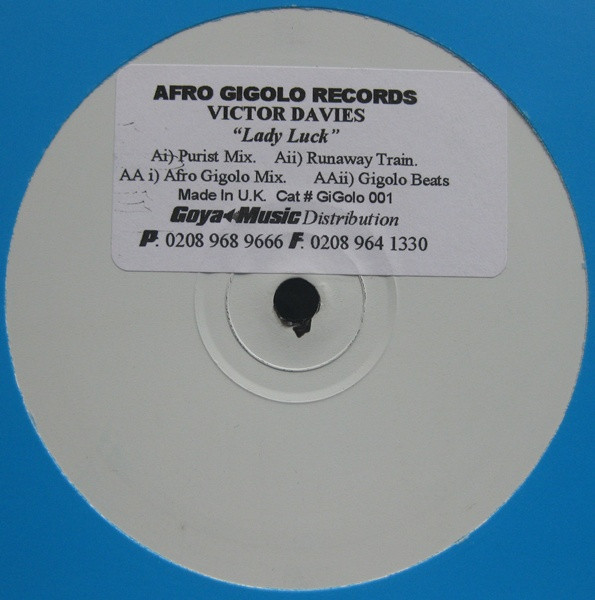 AFRO GIGOLO RECORDS
VICTOR DAVIES
"Lady Luck"
Ai) Purist Mix. Aii) Runaway Train.
AA i) Afro Gigolo Mix. AAii) Gigolo Beats
Made In U.K. Cat # GiGolo 001
Goya Music Distribution
P: 0208 968 9666 F: 0208 964 1330